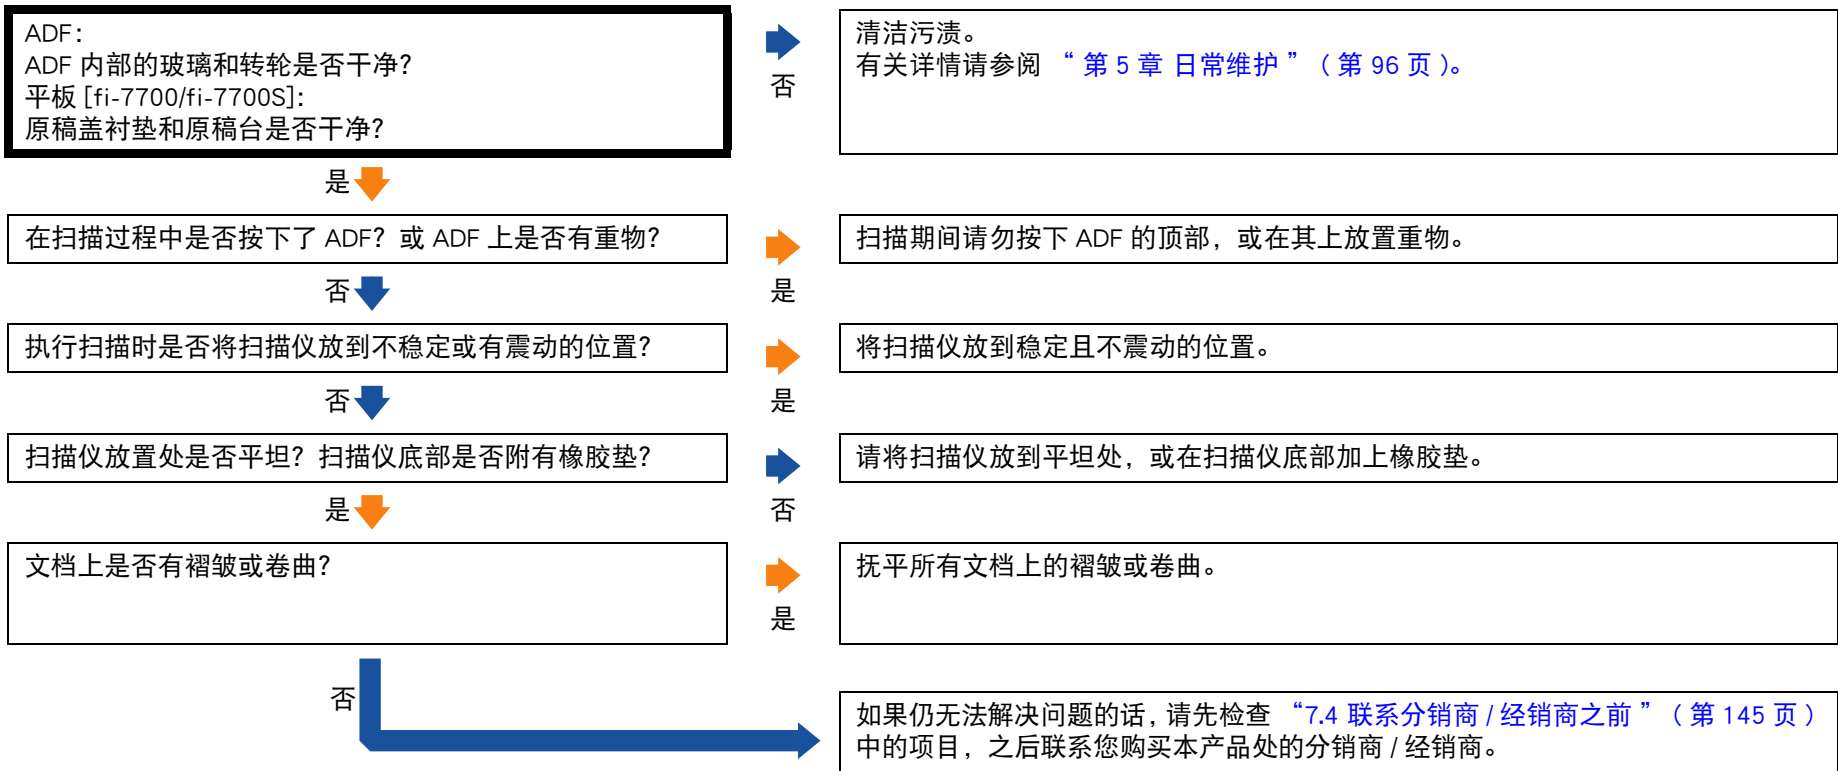 ADF：
ADF 内部的玻璃和转轮是否干净？
平板 [fi-7700/fi-7700S]：
原稿盖衬垫和原稿台是否干净？
否
清洁污渍。
有关详情请参阅 “ 第 5 章 日常维护 ” （ 第 96 页 ）。
是
在扫描过程中是否按下了 ADF？或 ADF 上是否有重物？
是
扫描期间请勿按下 ADF 的顶部，或在其上放置重物。
否
执行扫描时是否将扫描仪放到不稳定或有震动的位置？
是
将扫描仪放到稳定且不震动的位置。
否
扫描仪放置处是否平坦？扫描仪底部是否附有橡胶垫？
否
请将扫描仪放到平坦处，或在扫描仪底部加上橡胶垫。
是
文档上是否有褶皱或卷曲？
是
抚平所有文档上的褶皱或卷曲。
否
如果仍无法解决问题的话，请先检查 “7.4 联系分销商 / 经销商之前 ” （ 第 145 页 ）
中的项目，之后联系您购买本产品处的分销商 / 经销商。